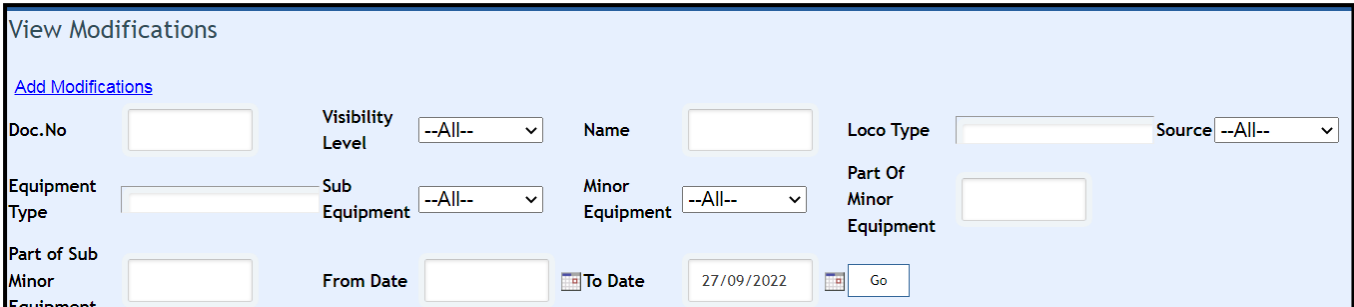 View Modifications
Add Modifications
Doc.No
Visibility Level
--All--
Name
Loco Type
Source
--All--
Equipment Type
Sub Equipment
--All--
Minor Equipment
--All--
Part Of Minor Equipment
Part of Sub Minor Equipment
From Date
To Date
27/09/2022
Go